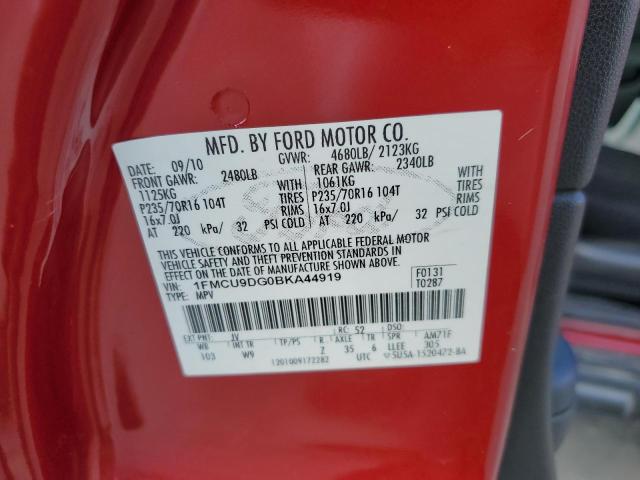 MFD. BY FORD MOTOR CO.
DATE: 09/10 GVWR: 4680LB/ 2123KG
FRONT GAWR: 2480LB REAR GAWR: 2340LB
1125KG WITH 1061KG WITH
P235/70R16 104T TIRES P235/70R16 104T TIRES
16x7.0J RIMS 16x7.0J RIMS
AT 220 kPa/ 32 PSI COLD AT 220 kPa/ 32 PSI COLD
THIS VEHICLE CONFORMS TO ALL APPLICABLE FEDERAL MOTOR
VEHICLE SAFETY AND THEFT PREVENTION STANDARDS IN EFFECT
ON THE DATE OF MANUFACTURE SHOWN ABOVE.
VIN: 1FMCU9DG0BKA44919 F0131
TYPE: MPV T0287
EXT PNT: JV RC: 52 DSO:
WB INT TR TP/PS R AXLE TR SPR AM71F
103 W9 Z 35 6 LLEE 305
1201009172282 UTC SU5A-1520472-BA